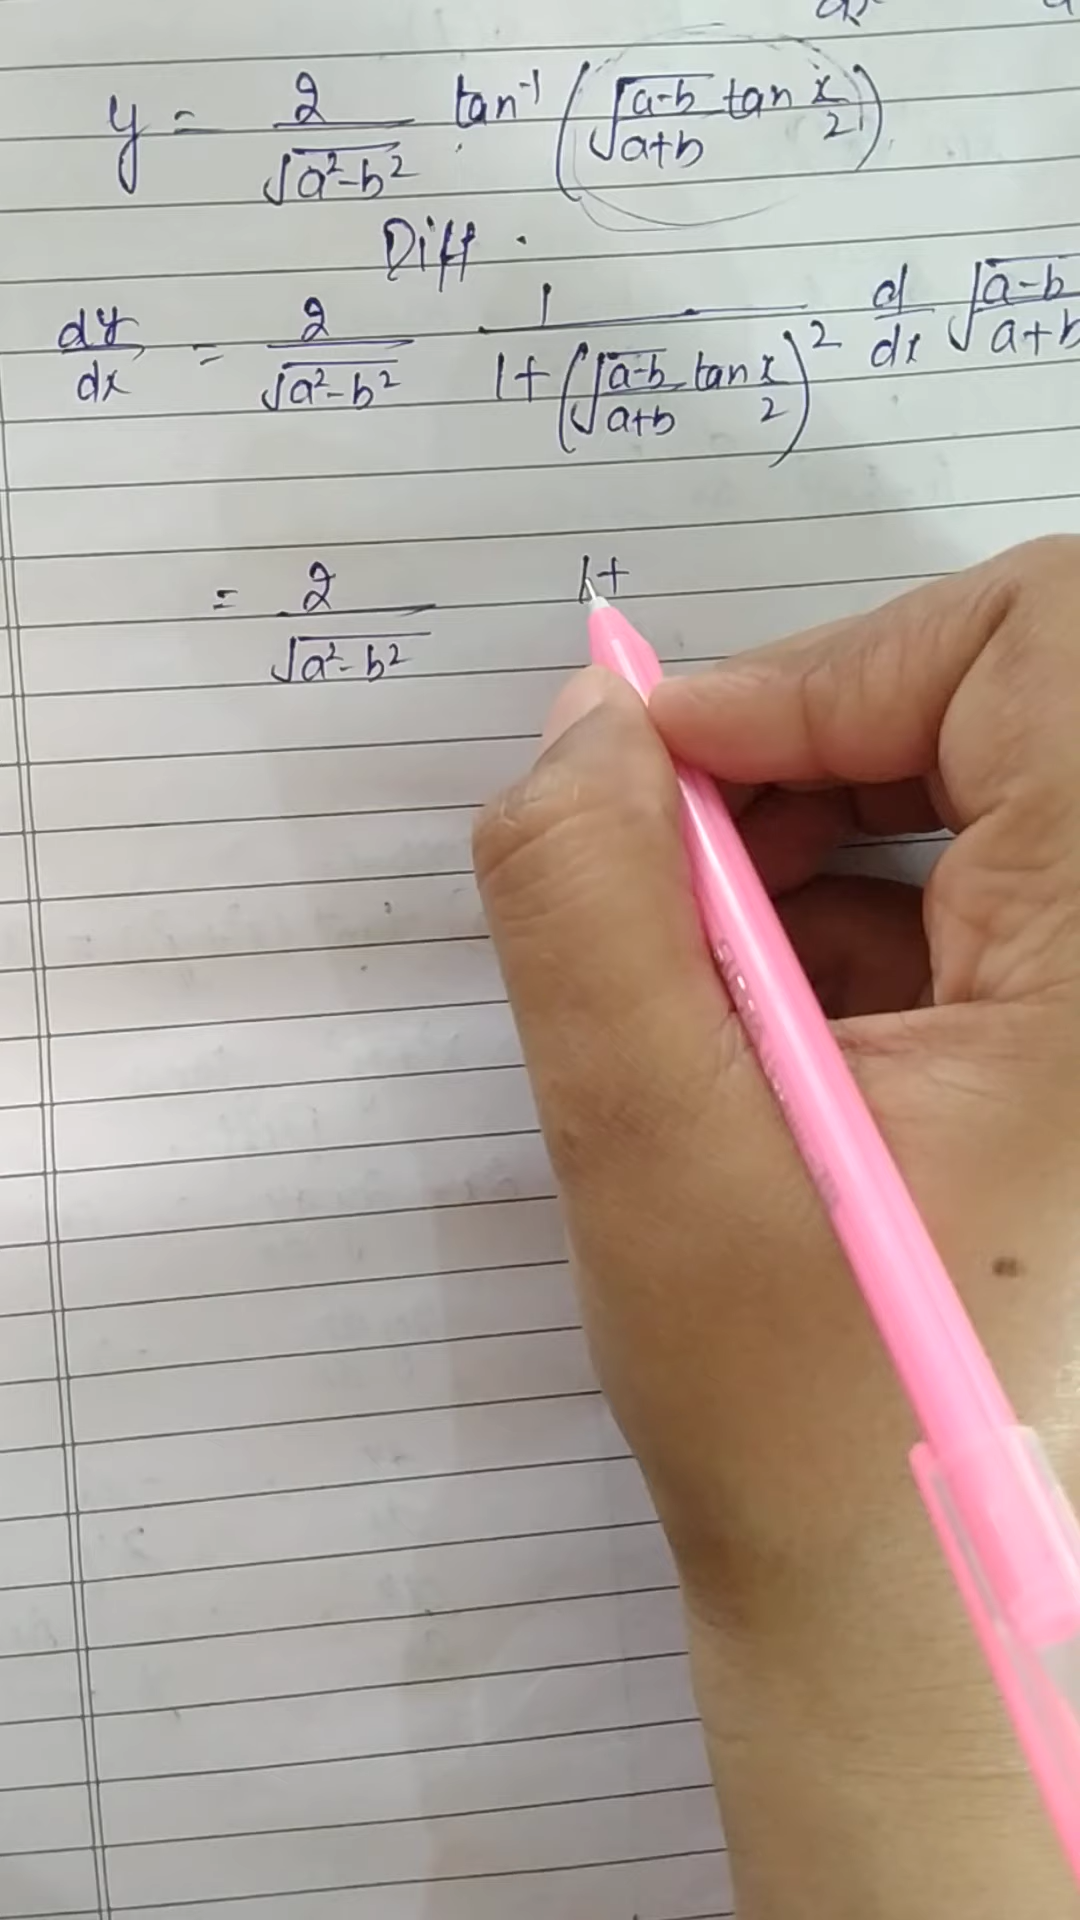 y = 2/√(a²-b²) tan⁻¹ (√(a-b)/(a+b) tan x/2)
Diff .
dy/dx = 2/√(a²-b²) 1/(1+(√(a-b)/(a+b) tan x/2)²) d/dx √(a-b)/(a+b)
= 2/√(a²-b²) 1+